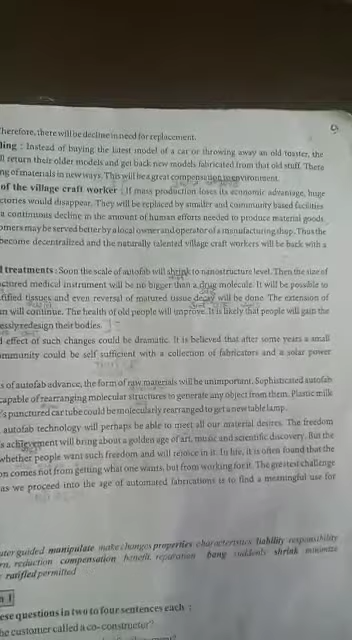 Therefore, there will be decline in need for replacement.
ling : Instead of buying the latest model of a car or throwing away an old toaster, the
ll return their older models and get back new models fabricated from that old stuff. There
ng of materials in new ways. This will be a great compensation in environment.
of the village craft worker : If mass production loses its economic advantage, huge
ctories would disappear. They will be replaced by smaller and community based facilities
a continuous decline in the amount of human efforts needed to produce material goods.
omers may be served better by a local owner and operator of a manufacturing shop. Thus the
become decentralized and the naturally talented village craft workers will be back with a
l treatments : Soon the scale of autofab will shrink to nanostructure level. Then the size of
ctured medical instrument will be no bigger than a drug molecule. It will be possible to
tified tissues and even reversal of matured tissue decay will be done. The extension of
an will continue. The health of old people will improve. It is likely that people will gain the
essly redesign their bodies.
l effect of such changes could be dramatic. It is believed that after some years a small
ommunity could be self sufficient with a collection of fabricators and a solar power
s of autofab advance, the form of raw materials will be unimportant. Sophisticated autofab
capable of rearranging molecular structures to generate any object from them. Plastic milk
's punctured car tube could be molecularly rearranged to get a new table lamp.
autofab technology will perhaps be able to meet all our material desires. The freedom
s achievement will bring about a golden age of art, music and scientific discovery. But the
whether people want such freedom and will rejoice in it. In life, it is often found that the
on comes not from getting what one wants, but from working for it. The greatest challenge
as we proceed into the age of automated fabrications is to find a meaningful use for
uter guided manipulate make changes properties characteristics liability responsibility
rn, reduction compensation benefit, reparation bang suddenly shrink minimize
ratified permitted
n 1
ese questions in two to four sentences each :
he customer called a co-constructor?